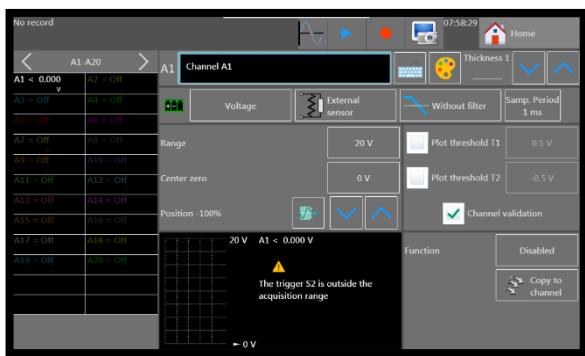 No record
07:58:29
Home
A1-A20
A1 < 0.000
V
A2 = Off
A3 = Off
A4 = Off
A5 = Off
A6 = Off
A7 = Off
A8 = Off
A9 = Off
A10 = Off
A11 = Off
A12 = Off
A13 = Off
A14 = Off
A15 = Off
A16 = Off
A17 = Off
A18 = Off
A19 = Off
A20 = Off
A1
Channel A1
Thickness 1
Voltage
External
sensor
Without filter
Samp. Period
1 ms
Range
20 V
Center zero
0 V
Position -100%
Plot threshold T1
0.5 V
Plot threshold T2
-0.5 V
Channel
validation
20 V
A1 < 0.000 V
The trigger S2 is outside the
acquisition range
0 V
Function
Disabled
Copy to
channel